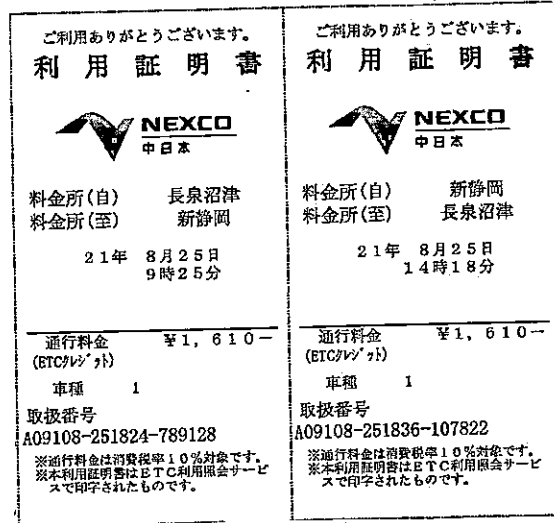 ご利用ありがとうございます。
利用証明書
NEXCO
中日本
料金所(自) 長泉沼津
料金所(至) 新静岡
21年 8月25日
9時25分
通行料金 ¥1,610-
(ETCクレジット)
車種 1
取扱番号
A09108-251824-789128
※通行料金は消費税率10%対象です。
※本利用証明書はETC利用照会サービ
スで印字されたものです。
ご利用ありがとうございます。
利用証明書
NEXCO
中日本
料金所(自) 新静岡
料金所(至) 長泉沼津
21年 8月25日
14時18分
通行料金 ¥1,610-
(ETCクレジット)
車種 1
取扱番号
A09108-251836-107822
※通行料金は消費税率10%対象です。
※本利用証明書はETC利用照会サービ
スで印字されたものです。